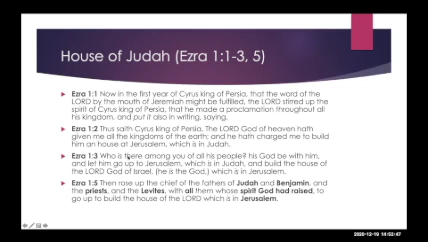 House of Judah (Ezra 1:1-3, 5)
Ezra 1:1 Now in the first year of Cyrus king of Persia, that the word of the
LORD by the mouth of Jeremiah might be fulfilled, the LORD stirred up the
spirit of Cyrus king of Persia, that he made a proclamation throughout all
his kingdom, and put it also in writing, saying,
Ezra 1:2 Thus saith Cyrus king of Persia, The LORD God of heaven hath
given me all the kingdoms of the earth; and he hath charged me to build
him an house at Jerusalem, which is in Judah.
Ezra 1:3 Who is there among you of all his people? his God be with him,
and let him go up to Jerusalem, which is in Judah, and build the house of
the LORD God of Israel, (he is the God,) which is in Jerusalem.
Ezra 1:5 Then rose up the chief of the fathers of Judah and Benjamin, and
the priests, and the Levites, with all them whose spirit God had raised, to
go up to build the house of the LORD which is in Jerusalem.
2020-12-19 14:52:47